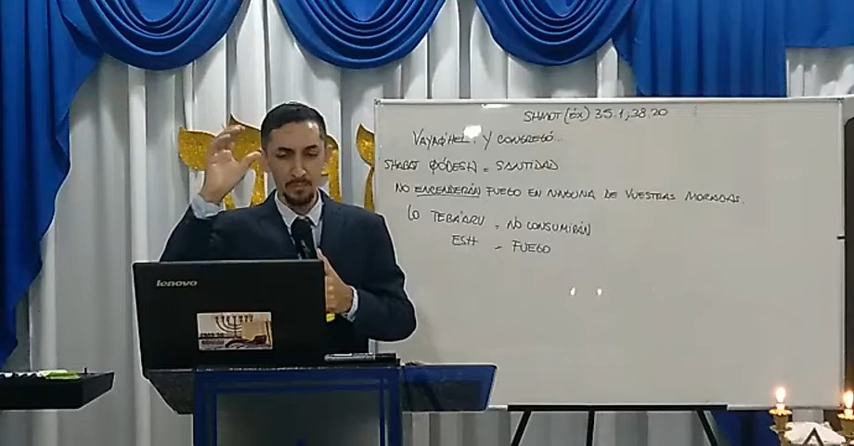 SHMOT (ÉX) 35.1, 38.20
VAYAQ'HEL: Y CONGREGÓ...
SHABAT QÓDESH = SANTIDAD
NO ENCENDERÁN FUEGO EN NINGUNA DE VUESTRAS MORADAS.
LO TEBA'ARU = NO CONSUMIRÁN
ESH = FUEGO
lenovo